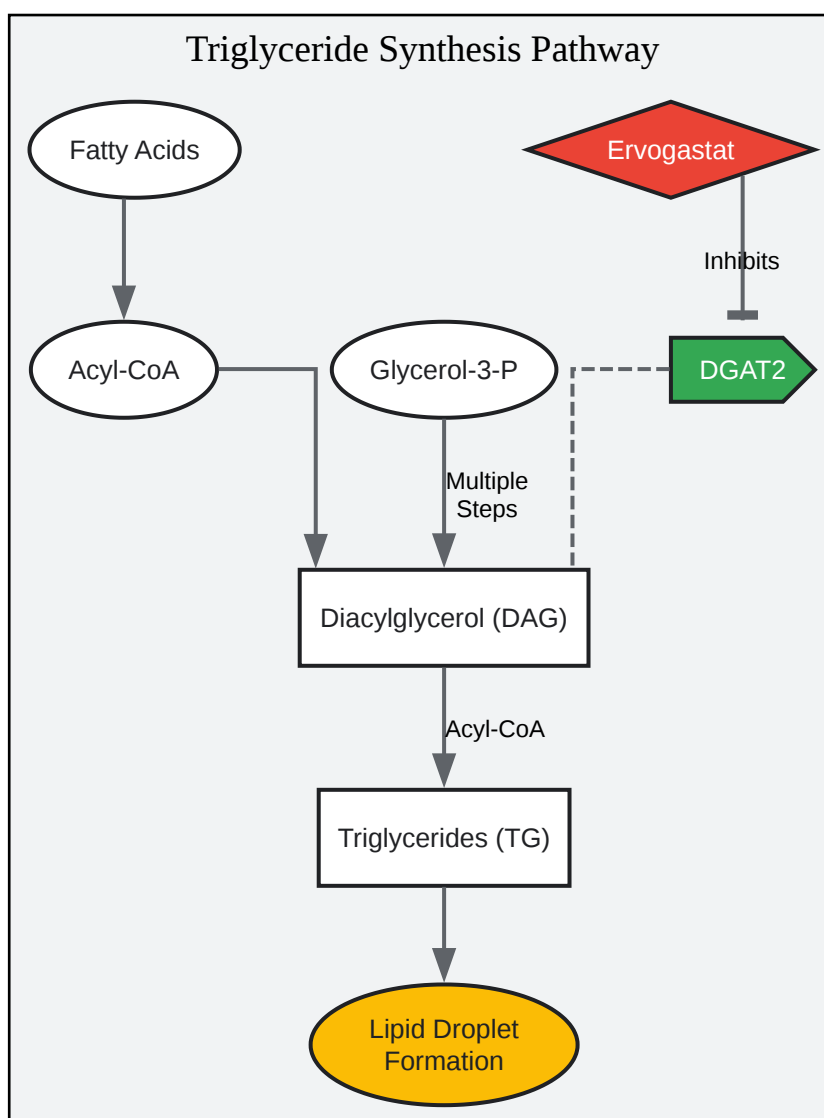 Triglyceride Synthesis Pathway
Fatty Acids
Ervogastat
Inhibits
Acyl-CoA
Glycerol-3-P
DGAT2
Multiple
Steps
Diacylglycerol (DAG)
Acyl-CoA
Triglycerides (TG)
Lipid Droplet
Formation